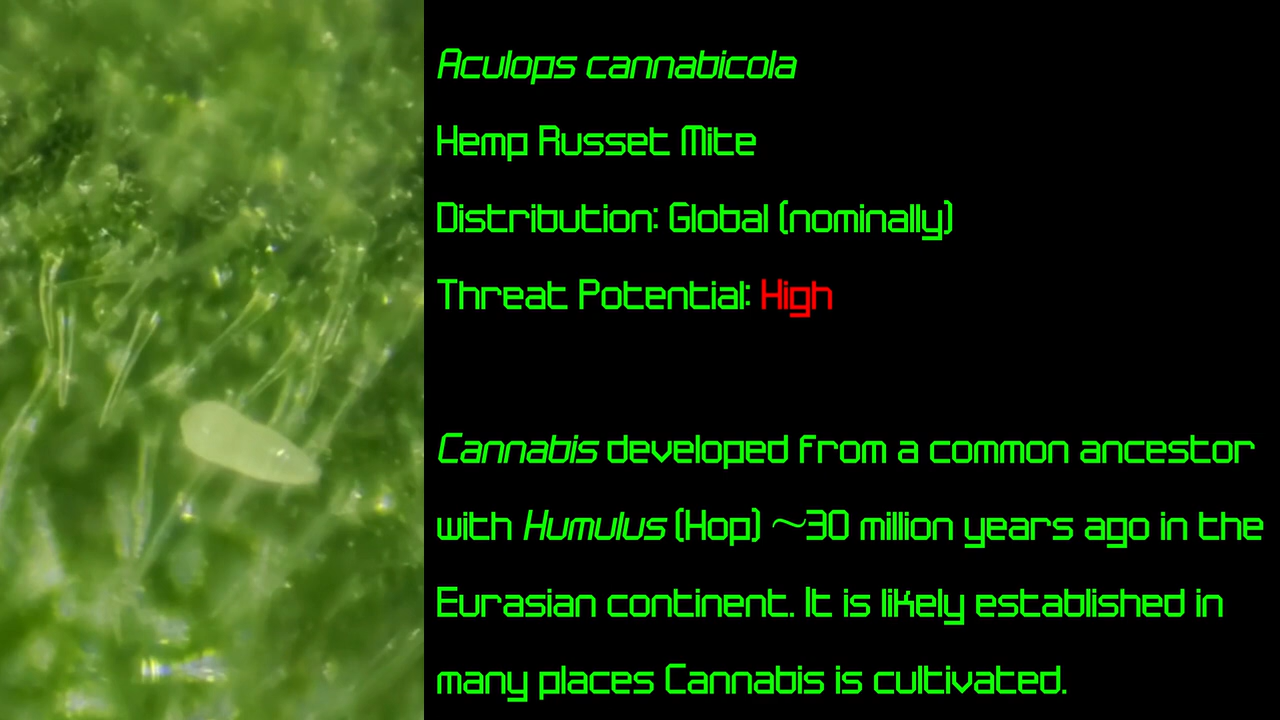 Aculops cannabicola
Hemp Russet Mite
Distribution: Global (nominally)
Threat Potential: High
Cannabis developed from a common ancestor
with Humulus (Hop) ~30 million years ago in the
Eurasian continent. It is likely established in
many places Cannabis is cultivated.